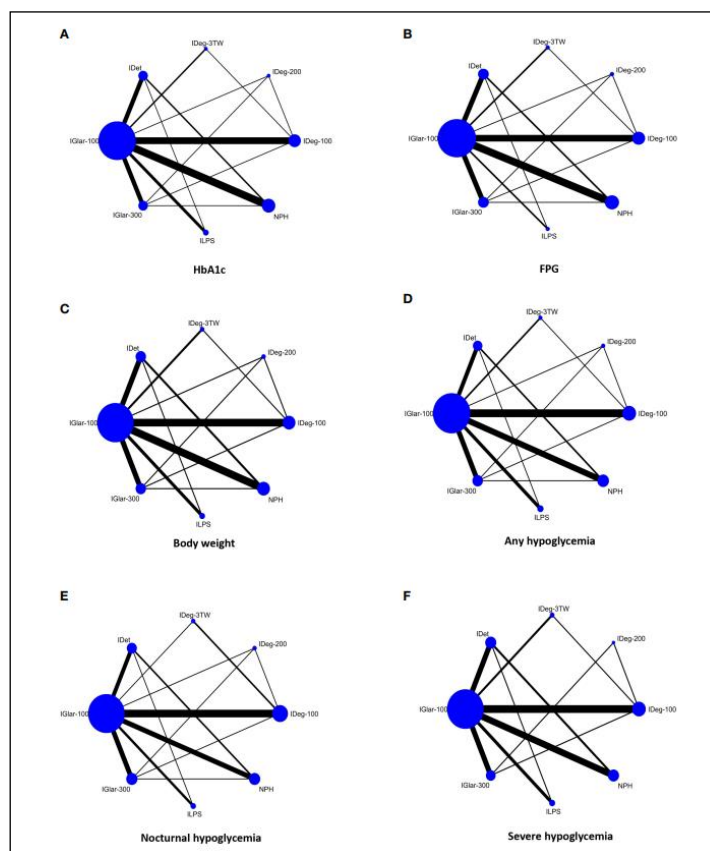 A
IDeg-3TW
IDet
IDeg-200
IGlar-100
IDeg-100
IGlar-300
NPH
ILPS
HbA1c
B
IDeg-3TW
IDet
IDeg-200
IGlar-100
IDeg-100
IGlar-300
NPH
ILPS
FPG
C
IDeg-3TW
IDet
IDeg-200
IGlar-100
IDeg-100
IGlar-300
NPH
ILPS
Body weight
D
IDeg-3TW
IDet
IDeg-200
IGlar-100
IDeg-100
IGlar-300
NPH
ILPS
Any hypoglycemia
E
IDeg-3TW
IDet
IDeg-200
IGlar-100
IDeg-100
IGlar-300
NPH
ILPS
Nocturnal hypoglycemia
F
IDeg-3TW
IDet
IDeg-200
IGlar-100
IDeg-100
IGlar-300
NPH
ILPS
Severe hypoglycemia